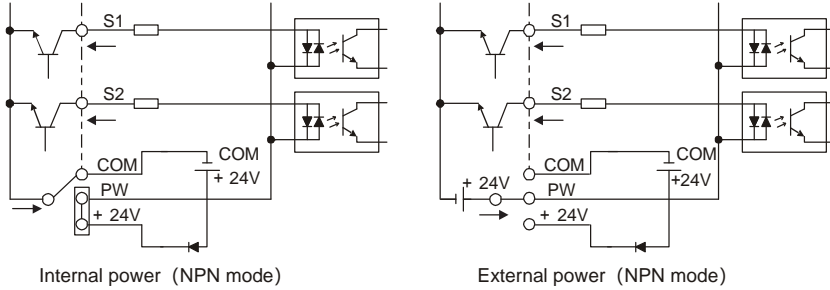 S1
S2
COM
COM
+ 24V
PW
+ 24V
Internal power (NPN mode)
S1
S2
COM
COM
+24V
+ 24V
PW
+ 24V
External power (NPN mode)